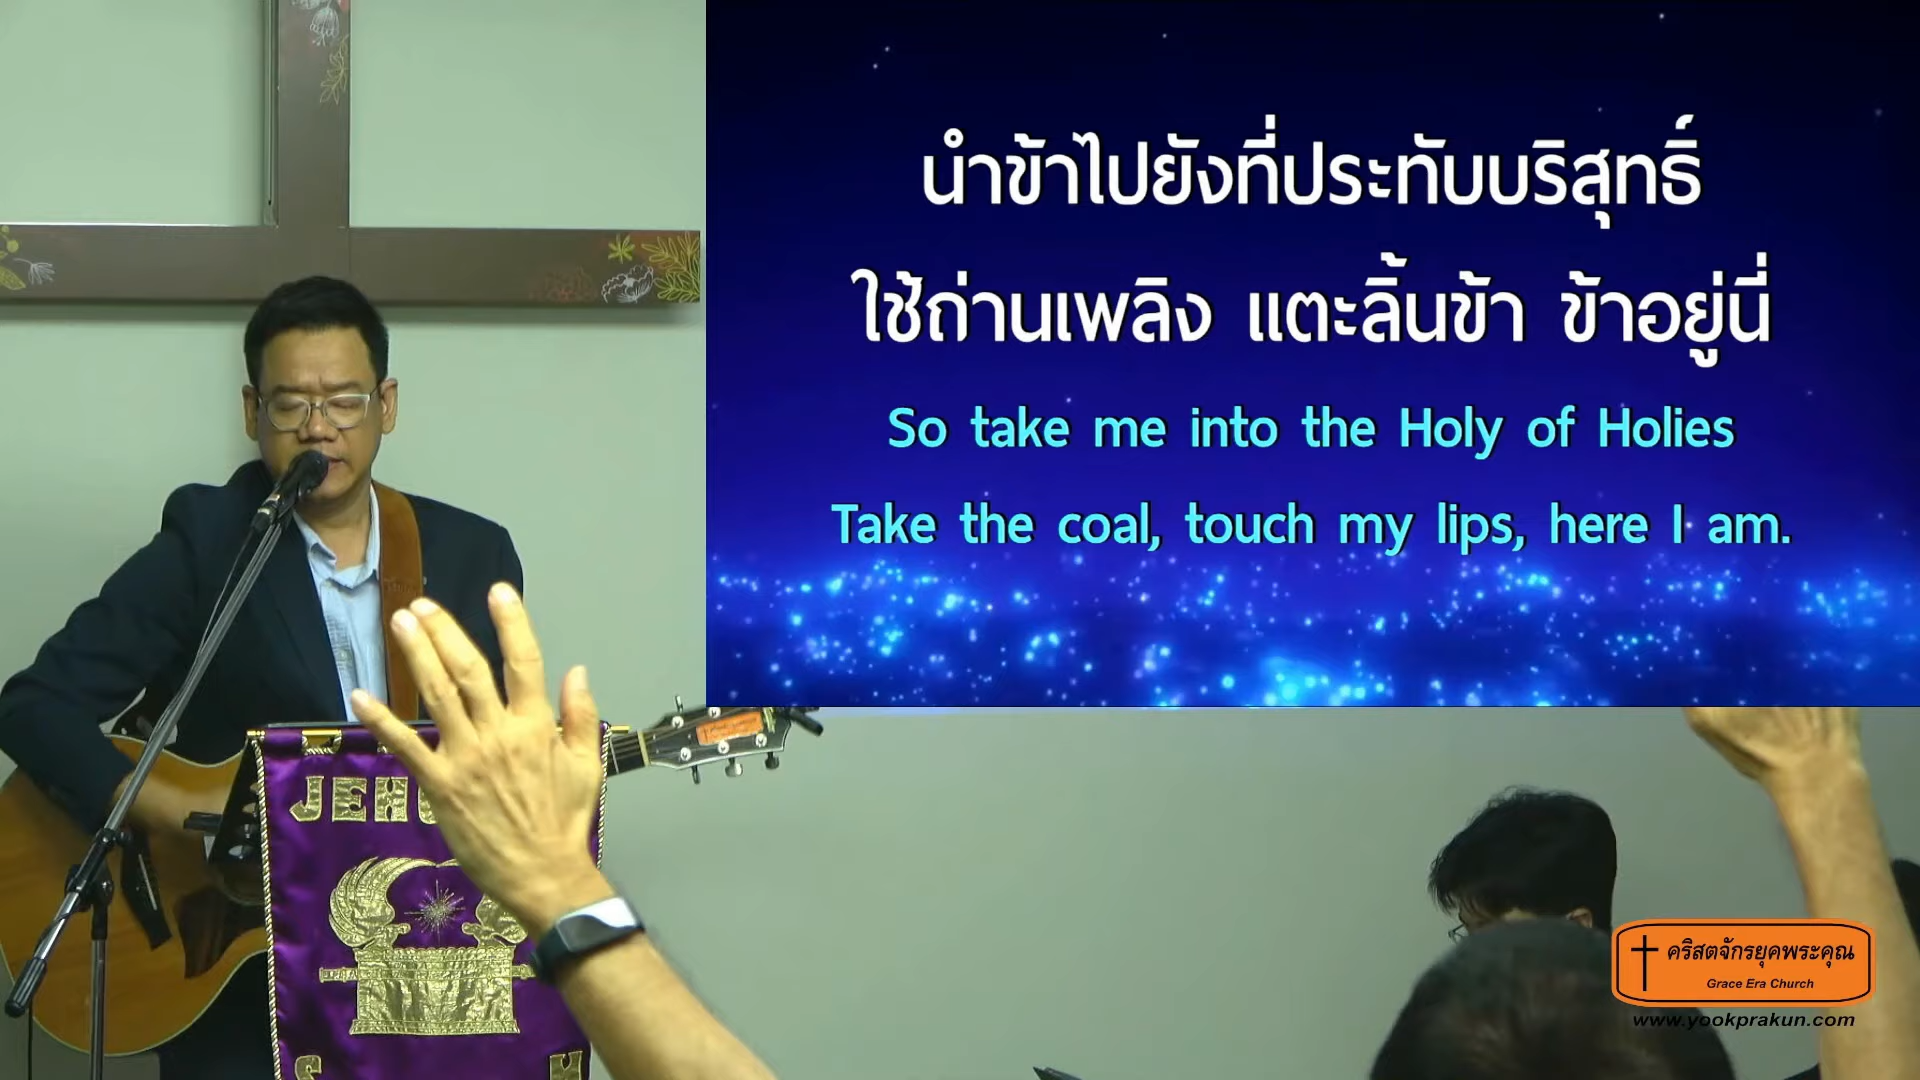 นำข้าไปยังที่ประทับบริสุทธิ์
ใช้ถ่านเพลิง แตะลิ้นข้า ข้าอยู่นี่
So take me into the Holy of Holies
Take the coal, touch my lips, here I am.
คริสตจักรยุคพระคุณ
Grace Era Church
www.yookprakun.com